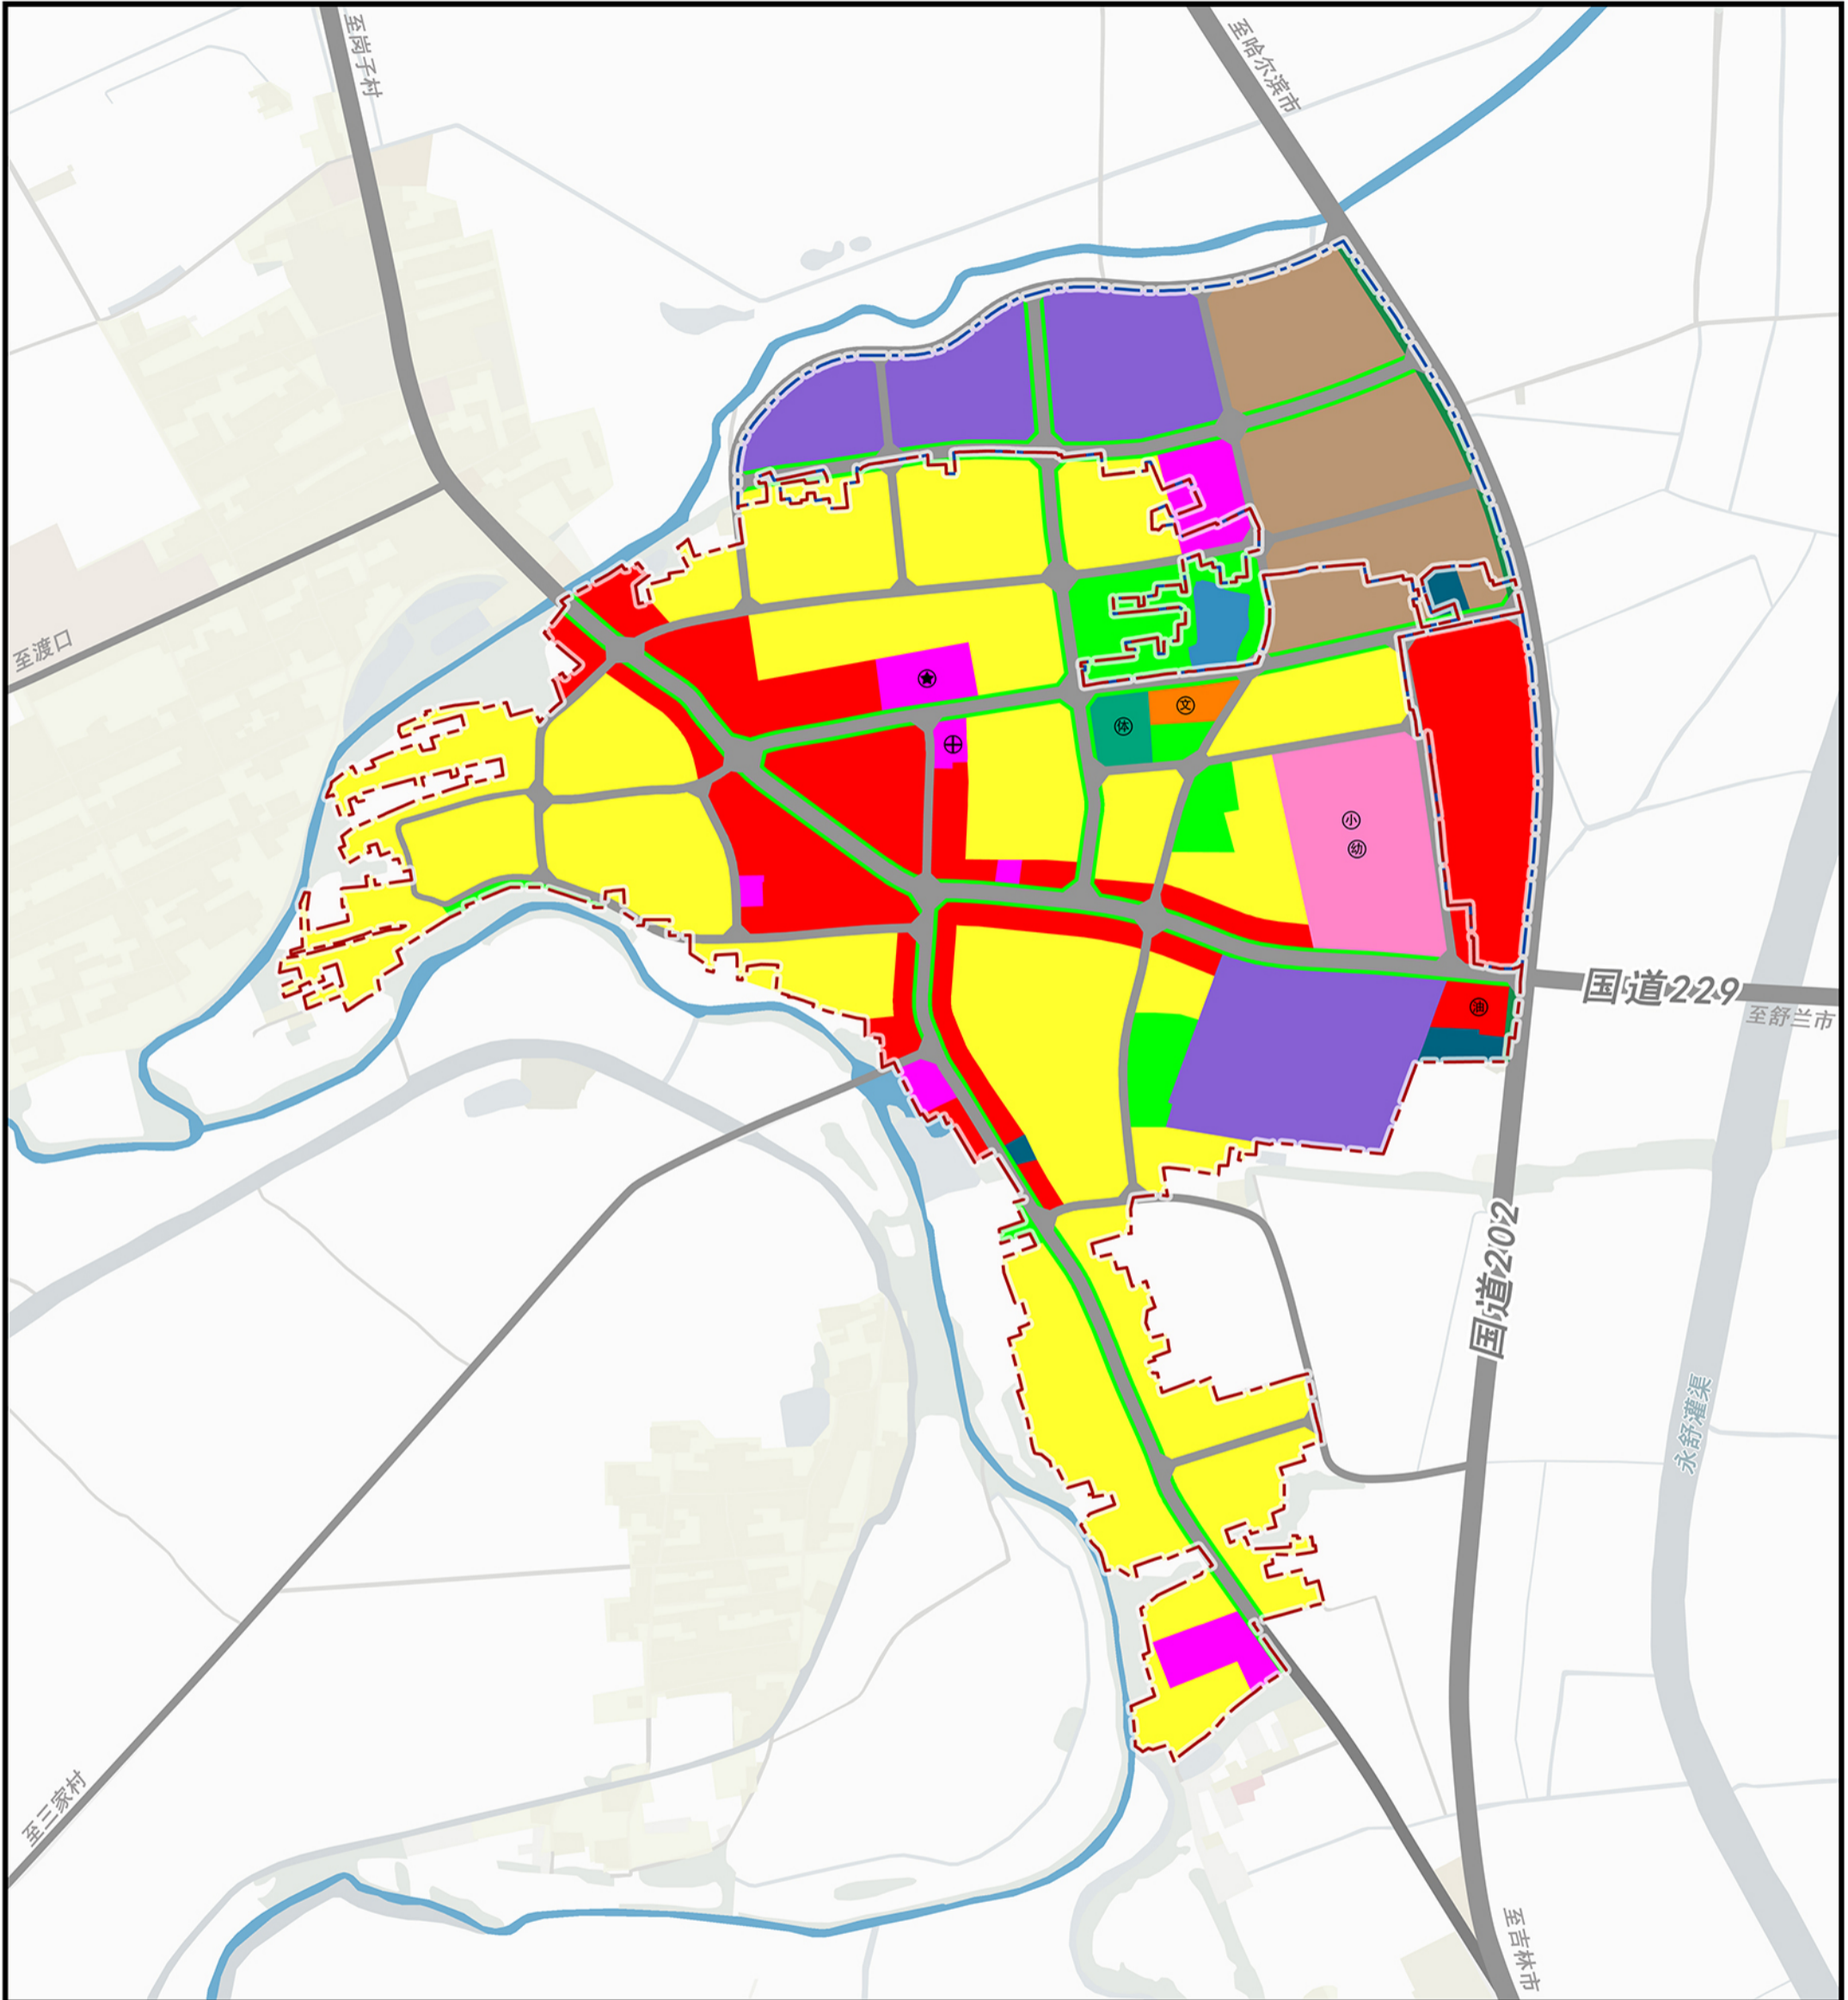 至岗子村
至哈尔滨市
至渡口
文
体
小
幼
油
国道229
至舒兰市
国道202
永舒灌渠
至三家村
至吉林市